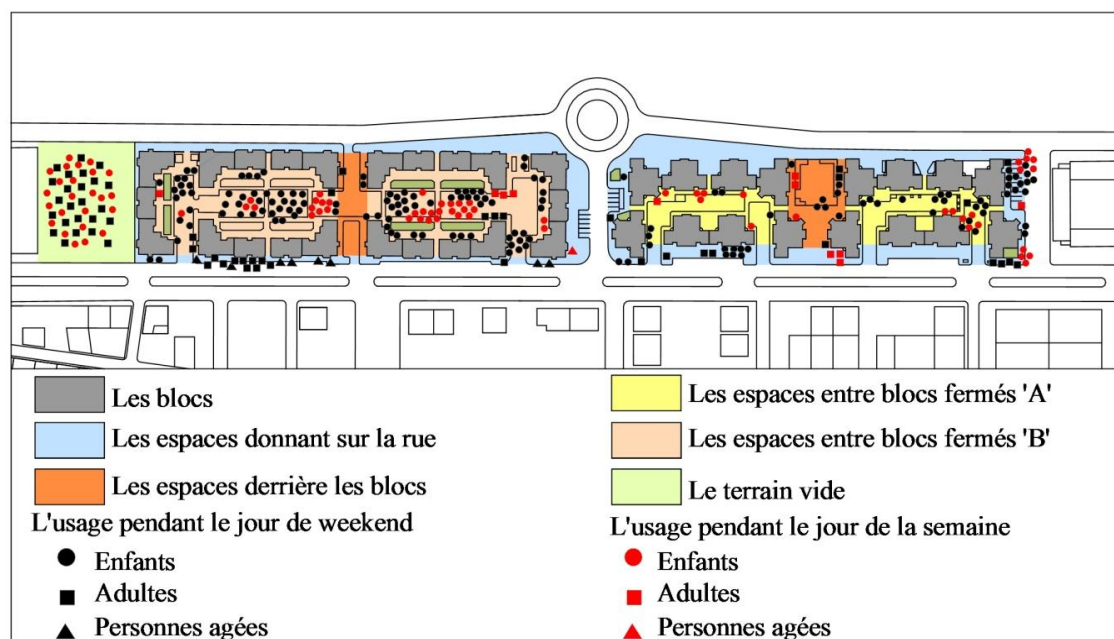 Les blocs
Les espaces donnant sur la rue
Les espaces derrière les blocs
L'usage pendant le jour de weekend
Enfants
Adultes
Personnes agées
Les espaces entre blocs fermés 'A'
Les espaces entre blocs fermés 'B'
Le terrain vide
L'usage pendant le jour de la semaine
Enfants
Adultes
Personnes agées